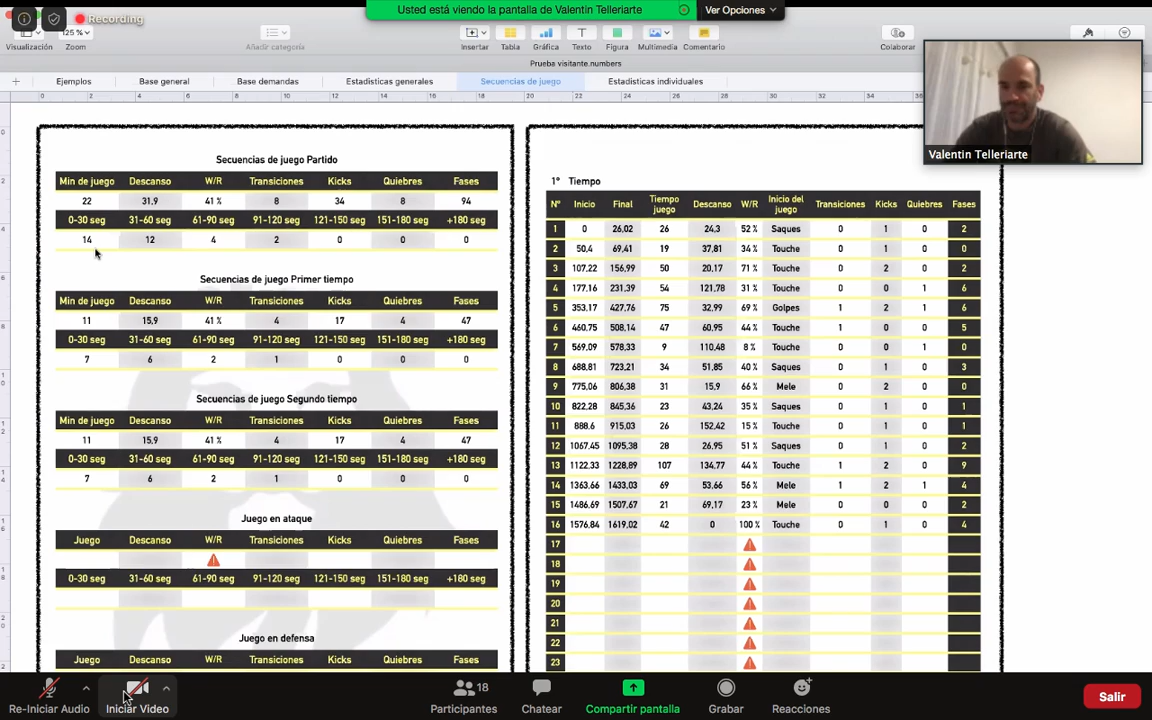 Recording
Usted está viendo la pantalla de Valentin Telleriarte
Ver Opciones
125 %
Visualización
Zoom
Añadir categoría
Insertar
Tabla
Gráfica
Texto
Figura
Multimedia
Comentario
Colaborar
Prueba visitante.numbers
Ejemplos
Base general
Base demandas
Estadisticas generales
Secuencias de juego
Estadisticas individuales
0 2 4 6 8 10 12 14 16 18 20 22 24 26 28 30 32 34 36
Valentin Telleriarte
Secuencias de juego Partido
Min de juego Descanso W/R Transiciones Kicks Quiebres Fases
22 31,9 41 % 8 34 8 94
0-30 seg 31-60 seg 61-90 seg 91-120 seg 121-150 seg 151-180 seg +180 seg
14 12 4 2 0 0 0
Secuencias de juego Primer tiempo
Min de juego Descanso W/R Transiciones Kicks Quiebres Fases
11 15,9 41 % 4 17 4 47
0-30 seg 31-60 seg 61-90 seg 91-120 seg 121-150 seg 151-180 seg +180 seg
7 6 2 1 0 0 0
Secuencias de juego Segundo tiempo
Min de juego Descanso W/R Transiciones Kicks Quiebres Fases
11 15,9 41 % 4 17 4 47
0-30 seg 31-60 seg 61-90 seg 91-120 seg 121-150 seg 151-180 seg +180 seg
7 6 2 1 0 0 0
Juego en ataque
Juego Descanso W/R Transiciones Kicks Quiebres Fases
0-30 seg 31-60 seg 61-90 seg 91-120 seg 121-150 seg 151-180 seg +180 seg
Juego en defensa
Juego Descanso W/R Transiciones Kicks Quiebres Fases
1° Tiempo
N° Inicio Final Tiempo juego Descanso W/R Inicio del juego Transiciones Kicks Quiebres Fases
1 0 26,02 26 24,3 52 % Saques 0 1 0 2
2 50,4 69,41 19 37,81 34 % Touche 0 1 0 0
3 107,22 156,99 50 20,17 71 % Touche 0 2 0 2
4 177,16 231,39 54 121,78 31 % Touche 0 0 1 6
5 353,17 427,76 75 32,99 69 % Golpes 1 2 1 6
6 460,75 508,14 47 60,95 44 % Touche 1 0 0 5
7 569,09 578,33 9 110,48 8 % Touche 0 0 1 0
8 688,81 723,21 34 51,85 40 % Saques 0 1 0 3
9 775,06 806,38 31 15,9 66 % Mele 0 2 0 0
10 822,28 845,36 23 43,24 35 % Saques 0 1 0 1
11 888,6 915,03 26 152,42 15 % Touche 0 1 0 1
12 1067,45 1095,38 28 26,95 51 % Saques 0 1 0 2
13 1122,33 1228,89 107 134,77 44 % Touche 1 2 0 9
14 1363,66 1433,03 69 53,66 56 % Mele 1 2 1 4
15 1486,69 1507,67 21 69,17 23 % Mele 0 0 0 2
16 1576,84 1619,02 42 0 100 % Touche 0 1 0 4
17
18
19
20
21
22
23
Re-Iniciar Audio
Iniciar Video
18
Participantes
Chatear
Compartir pantalla
Grabar
Reacciones
Salir